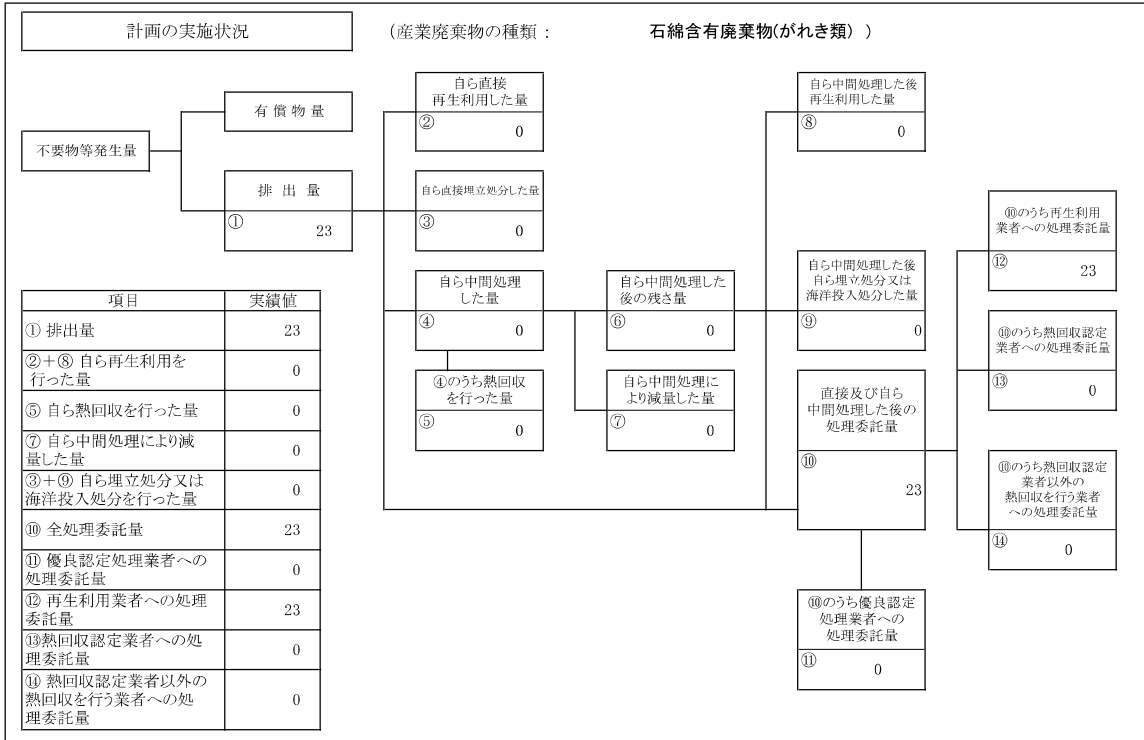 計画の実施状況
(産業廃棄物の種類: 石綿含有廃棄物(がれき類) )
不要物等発生量
有償物量
排出量
①
23
自ら直接
再生利用した量
②
0
自ら直接埋立処分した量
③
0
自ら中間処理
した量
④
0
④のうち熱回収
を行った量
⑤
0
自ら中間処理した
後の残さ量
⑥
0
自ら中間処理に
より減量した量
⑦
0
自ら中間処理した後
再生利用した量
⑧
0
自ら中間処理した後
自ら埋立処分又は
海洋投入処分した量
⑨
0
直接及び自ら
中間処理した後の
処理委託量
⑩
23
⑩のうち優良認定
処理業者への
処理委託量
⑪
0
⑩のうち再生利用
業者への処理委託量
⑫
23
⑩のうち熱回収認定
業者への処理委託量
⑬
0
⑩のうち熱回収認定
業者以外の
熱回収を行う業者
への処理委託量
⑭
0
項目 実績値
① 排出量 23
②+⑧ 自ら再生利用を
行った量 0
⑤ 自ら熱回収を行った量 0
⑦ 自ら中間処理により減
量した量 0
③+⑨ 自ら埋立処分又は
海洋投入処分を行った量 0
⑩ 全処理委託量 23
⑪ 優良認定処理業者への
処理委託量 0
⑫ 再生利用業者への処理
委託量 23
⑬熱回収認定業者への処
理委託量 0
⑭ 熱回収認定業者以外の
熱回収を行う業者への処
理委託量 0